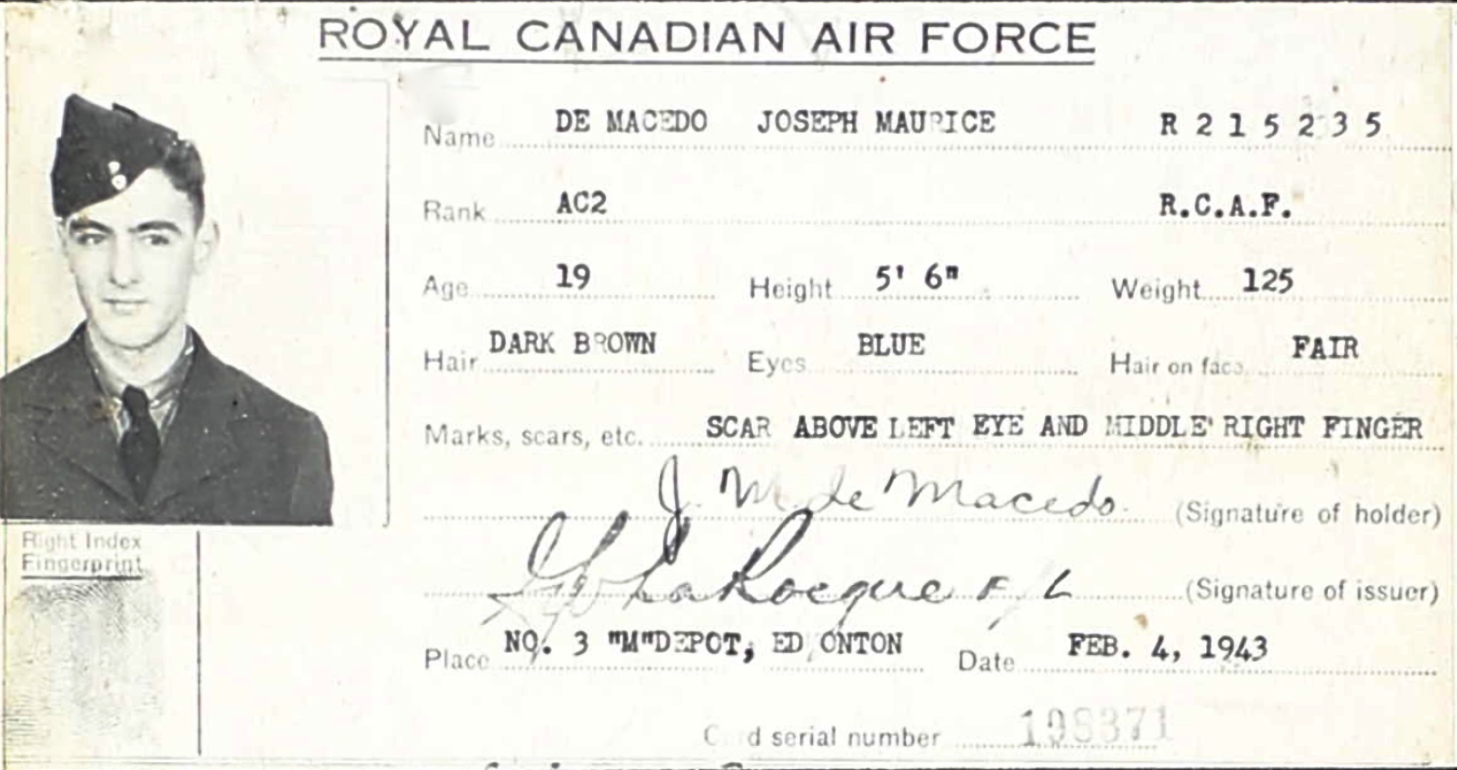 ROYAL CANADIAN AIR FORCE
Name DE MACEDO JOSEPH MAURICE R 2 1 5 2 3 5
Rank AC2 R.C.A.F.
Age 19 Height 5' 6" Weight 125
Hair DARK BROWN Eyes BLUE Hair on face FAIR
Marks, scars, etc. SCAR ABOVE LEFT EYE AND MIDDLE RIGHT FINGER
J. M. de Macedo. (Signature of holder)
LaRocque F/L (Signature of issuer)
Right Index
Fingerprint
Place NO. 3 "M"DEPOT, EDMONTON Date FEB. 4, 1943
Card serial number 198371